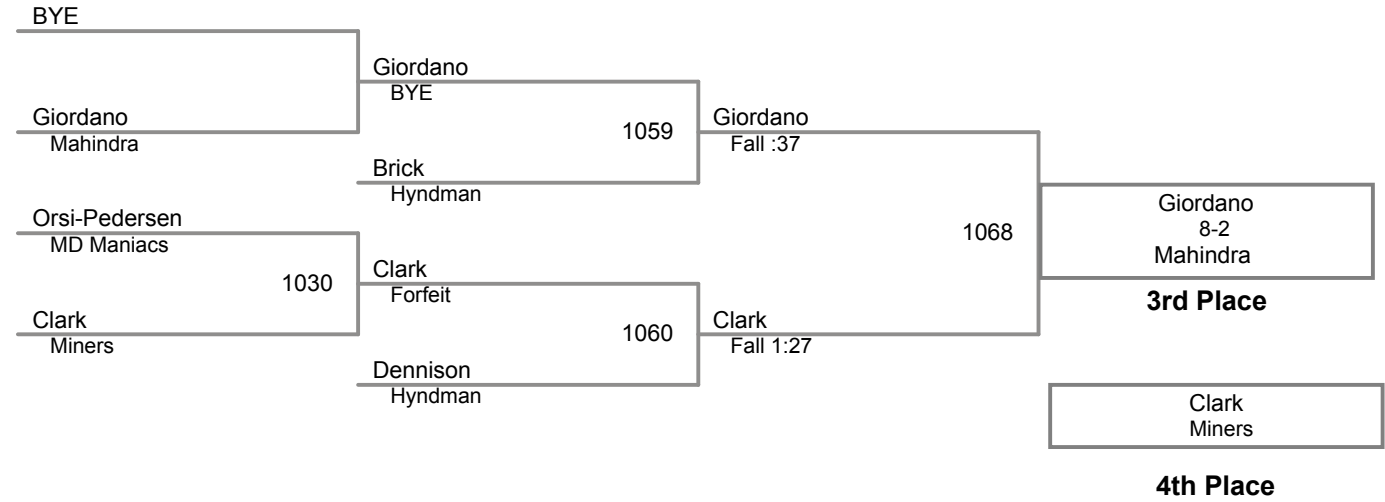 BYE
Giordano
BYE
Giordano
Mahindra
1059
Giordano
Fall :37
Brick
Hyndman
Orsi-Pedersen
MD Maniacs
1068
Giordano
8-2
Mahindra
3rd Place
1030
Clark
Forfeit
Clark
Miners
1060
Clark
Fall 1:27
Dennison
Hyndman
Clark
Miners
4th Place